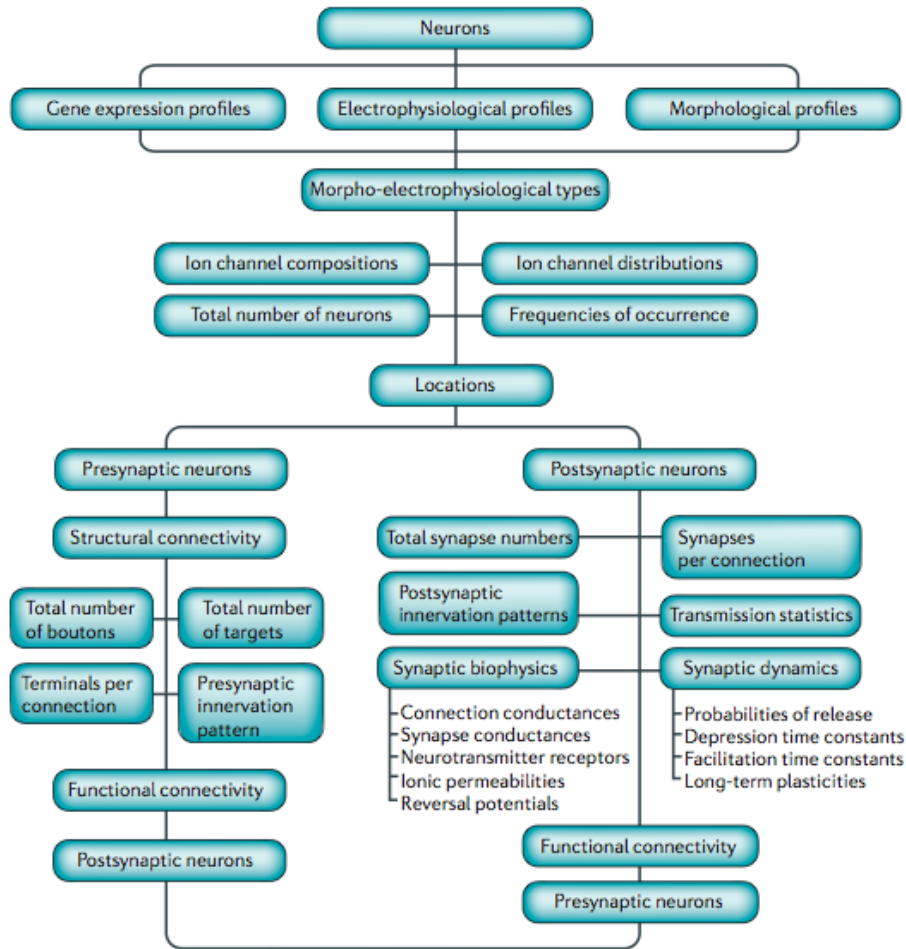 Neurons
Gene expression profiles
Electrophysiological profiles
Morphological profiles
Morpho-electrophysiological types
Ion channel compositions
Ion channel distributions
Total number of neurons
Frequencies of occurrence
Locations
Presynaptic neurons
Structural connectivity
Total number
of boutons
Total number
of targets
Terminals per
connection
Presynaptic
innervation
pattern
Functional connectivity
Postsynaptic neurons
Postsynaptic neurons
Total synapse numbers
Synapses
per connection
Postsynaptic
innervation patterns
Transmission statistics
Synaptic biophysics
Connection conductances
Synapse conductances
Neurotransmitter receptors
Ionic permeabilities
Reversal potentials
Synaptic dynamics
Probabilities of release
Depression time constants
Facilitation time constants
Long-term plasticities
Functional connectivity
Presynaptic neurons